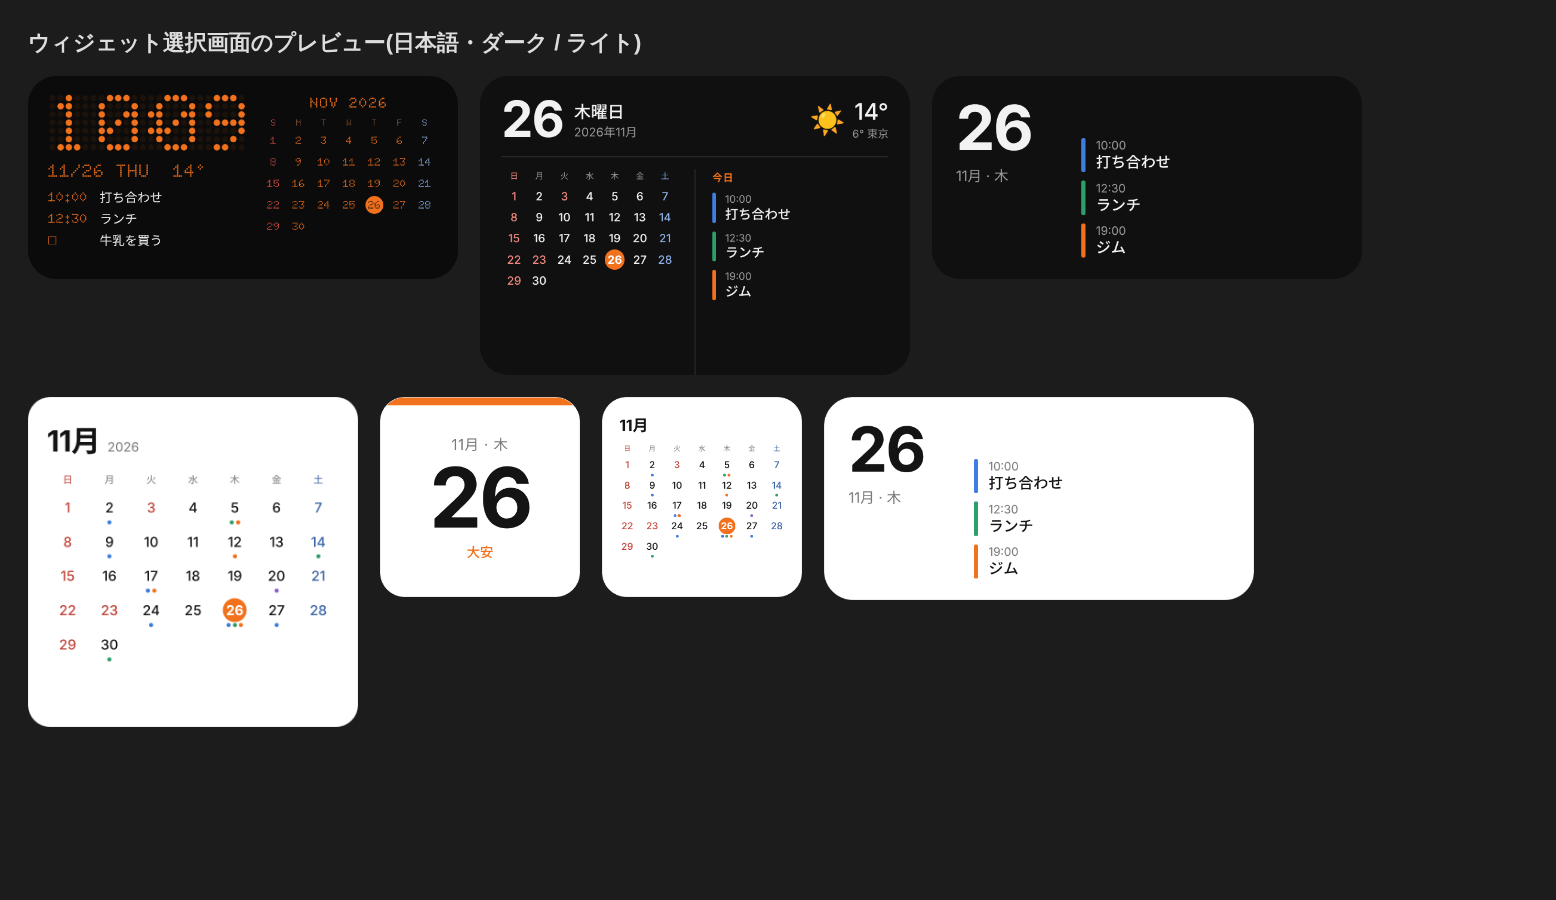 ウィジェット選択画面のプレビュー(日本語・ダーク / ライト)
10:09
11/26 THU 14°
10:00 打ち合わせ
12:30 ランチ
□ 牛乳を買う
NOV 2026
S M T W T F S
1 2 3 4 5 6 7
8 9 10 11 12 13 14
15 16 17 18 19 20 21
22 23 24 25 26 27 28
29 30
26 木曜日
2026年11月
14°
6° 東京
日 月 火 水 木 金 土
1 2 3 4 5 6 7
8 9 10 11 12 13 14
15 16 17 18 19 20 21
22 23 24 25 26 27 28
29 30
今日
10:00
打ち合わせ
12:30
ランチ
19:00
ジム
26
11月 · 木
10:00
打ち合わせ
12:30
ランチ
19:00
ジム
11月 2026
日 月 火 水 木 金 土
1 2 3 4 5 6 7
8 9 10 11 12 13 14
15 16 17 18 19 20 21
22 23 24 25 26 27 28
29 30
11月 · 木
26
大安
11月
日 月 火 水 木 金 土
1 2 3 4 5 6 7
8 9 10 11 12 13 14
15 16 17 18 19 20 21
22 23 24 25 26 27 28
29 30
26
11月 · 木
10:00
打ち合わせ
12:30
ランチ
19:00
ジム